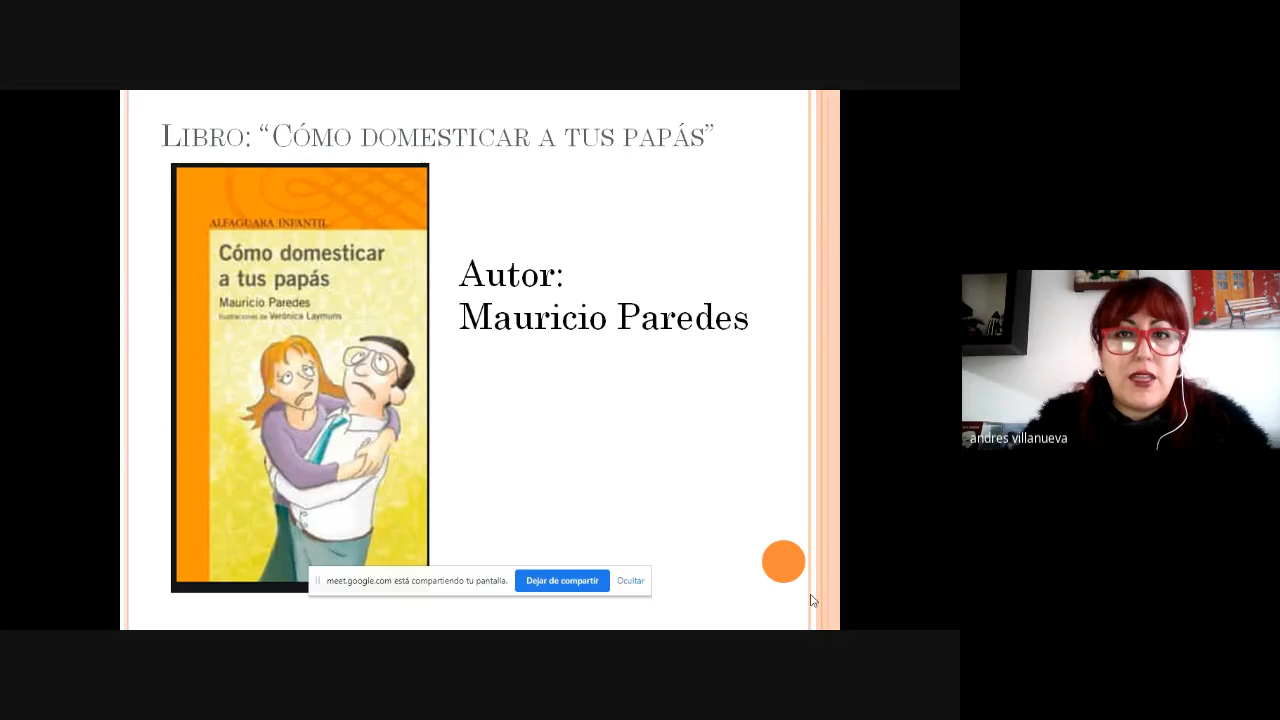 LIBRO: “CÓMO DOMESTICAR A TUS PAPÁS”
ALFAGUARA INFANTIL
Cómo domesticar
a tus papás
Mauricio Paredes
Ilustraciones de Verónica Laymuns
Autor:
Mauricio Paredes
andres villanueva
meet.google.com está compartiendo tu pantalla.
Dejar de compartir
Ocultar